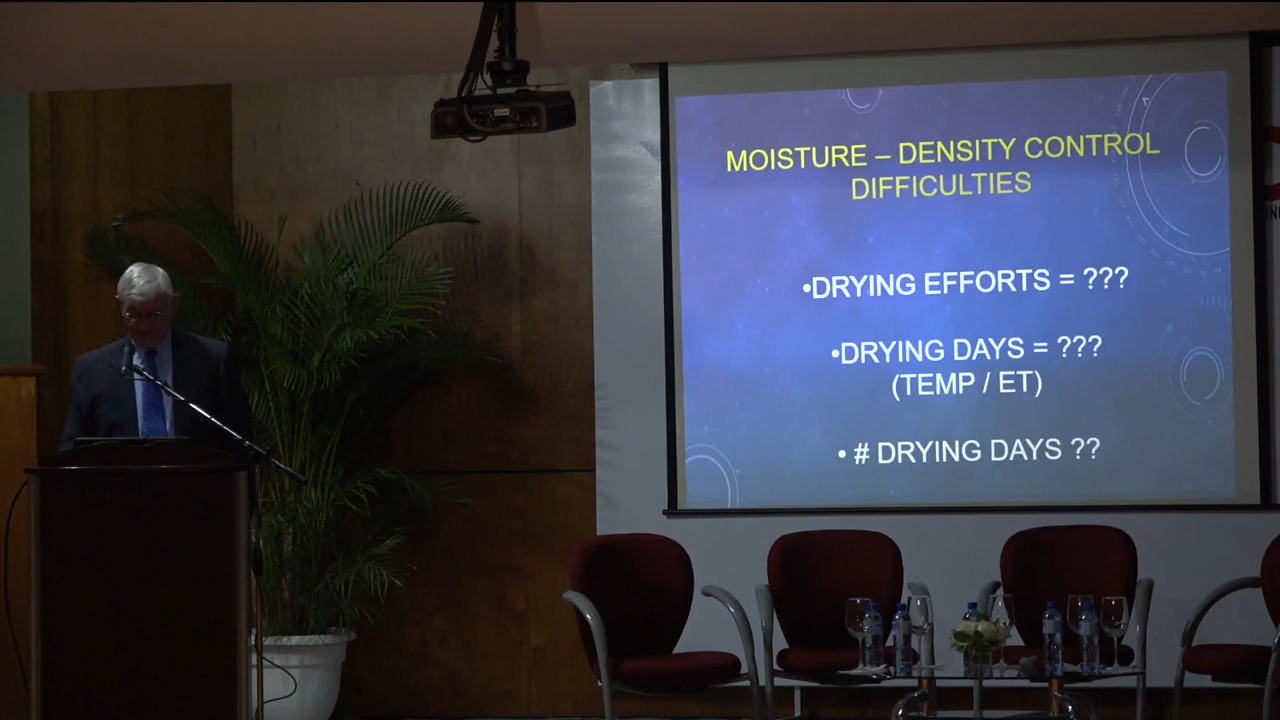 MOISTURE – DENSITY CONTROL
DIFFICULTIES
•DRYING EFFORTS = ???
•DRYING DAYS = ???
(TEMP / ET)
• # DRYING DAYS ??